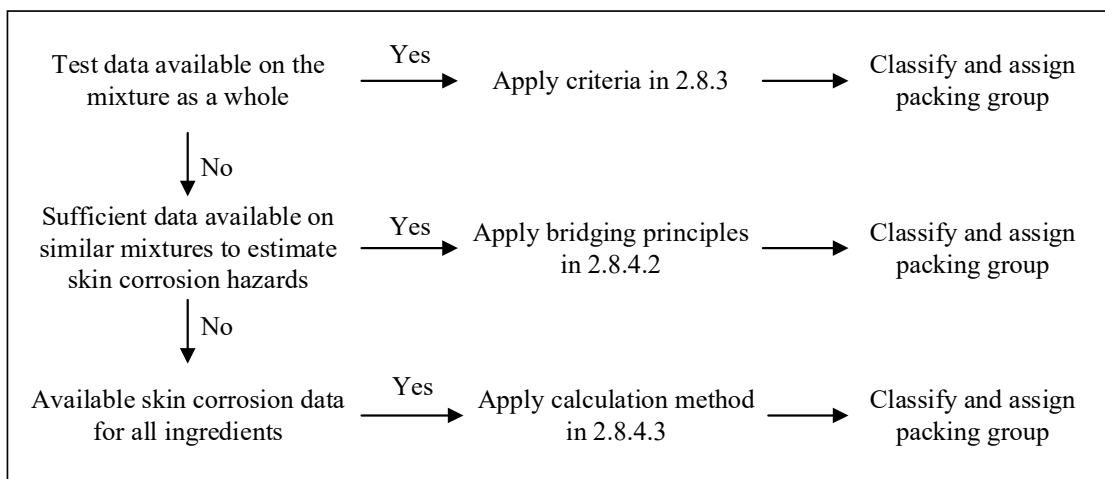 Test data available on the
mixture as a whole
Yes
Apply criteria in 2.8.3
Classify and assign
packing group
No
Sufficient data available on
similar mixtures to estimate
skin corrosion hazards
Yes
Apply bridging principles
in 2.8.4.2
Classify and assign
packing group
No
Available skin corrosion data
for all ingredients
Yes
Apply calculation method
in 2.8.4.3
Classify and assign
packing group